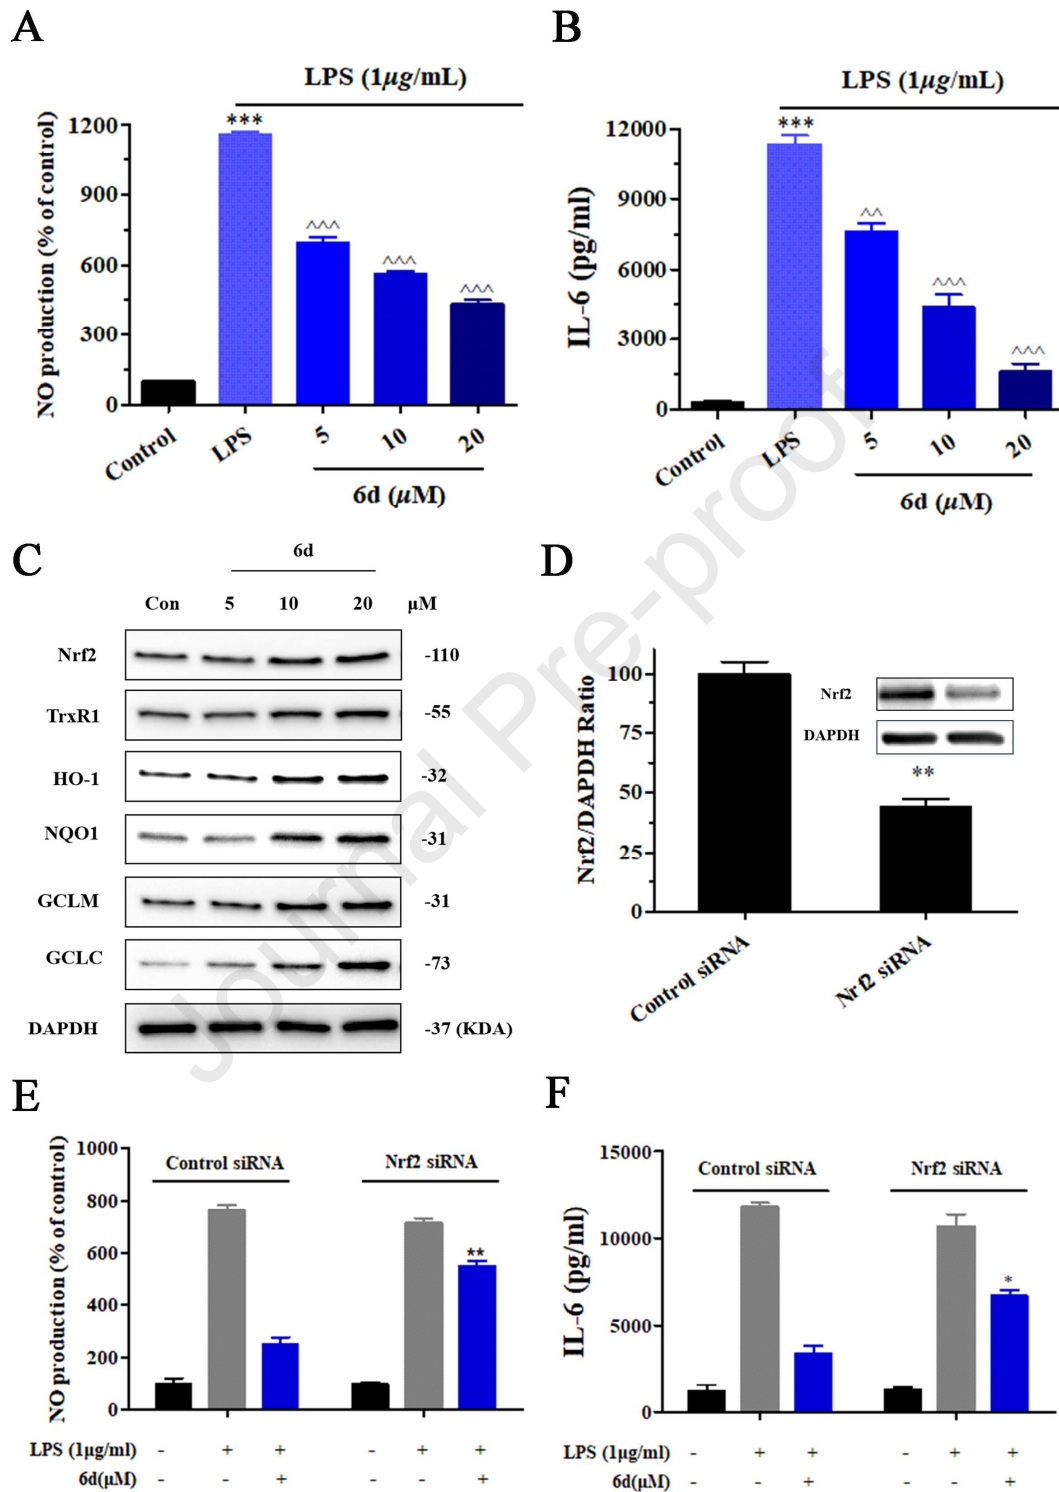 A
LPS (1μg/mL)
NO production (% of control)
1200
900
600
300
0
***
^^^
^^^
^^^
Control
LPS
5
10
20
6d (μM)
B
LPS (1μg/mL)
IL-6 (pg/ml)
12000
9000
6000
3000
0
***
^^
^^^
^^^
Control
LPS
5
10
20
6d (μM)
C
6d
Con 5 10 20 μM
Nrf2 -110
TrxR1 -55
HO-1 -32
NQO1 -31
GCLM -31
GCLC -73
DAPDH -37 (KDA)
D
Nrf2/DAPDH Ratio
100
75
50
25
0
Nrf2
DAPDH
**
Control siRNA
Nrf2 siRNA
E
NO production (% of control)
1000
800
600
400
200
0
Control siRNA
Nrf2 siRNA
**
LPS (1μg/ml) - + + - + +
6d(μM) - - + - - +
F
IL-6 (pg/ml)
15000
10000
5000
0
Control siRNA
Nrf2 siRNA
*
LPS (1μg/ml) - + + - + +
6d(μM) - - + - - +
Journal Pre-proof